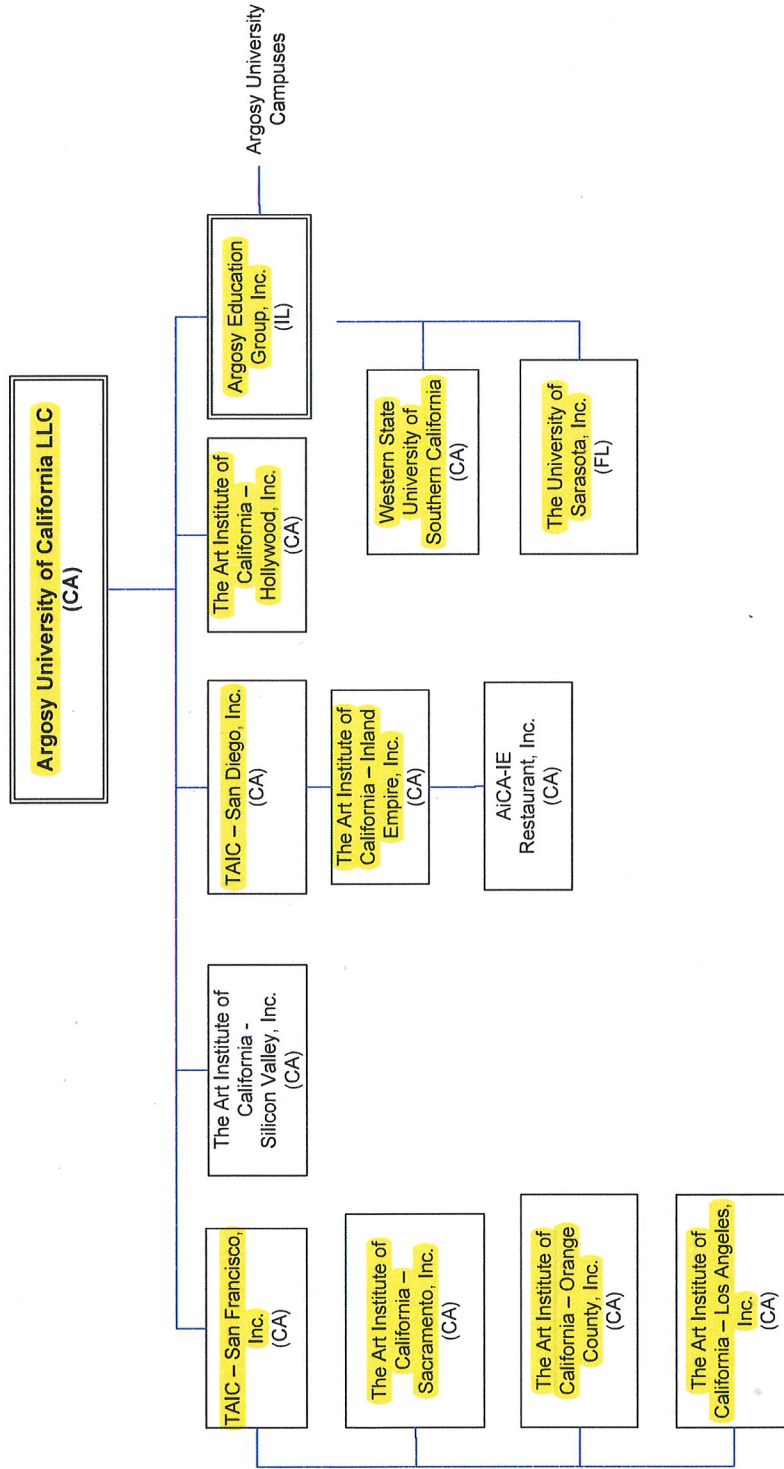 Argosy University of California LLC
(CA)
TAIC – San Francisco,
Inc.
(CA)
The Art Institute of
California -
Silicon Valley, Inc.
(CA)
TAIC – San Diego, Inc.
(CA)
The Art Institute of
California –
Hollywood, Inc.
(CA)
Argosy Education
Group, Inc.
(IL)
Argosy University
Campuses
The Art Institute of
California –
Sacramento, Inc.
(CA)
The Art Institute of
California – Orange
County, Inc.
(CA)
The Art Institute of
California – Los Angeles,
Inc.
(CA)
The Art Institute of
California – Inland
Empire, Inc.
(CA)
AiCA-IE
Restaurant, Inc.
(CA)
Western State
University of
Southern California
(CA)
The University of
Sarasota, Inc.
(FL)